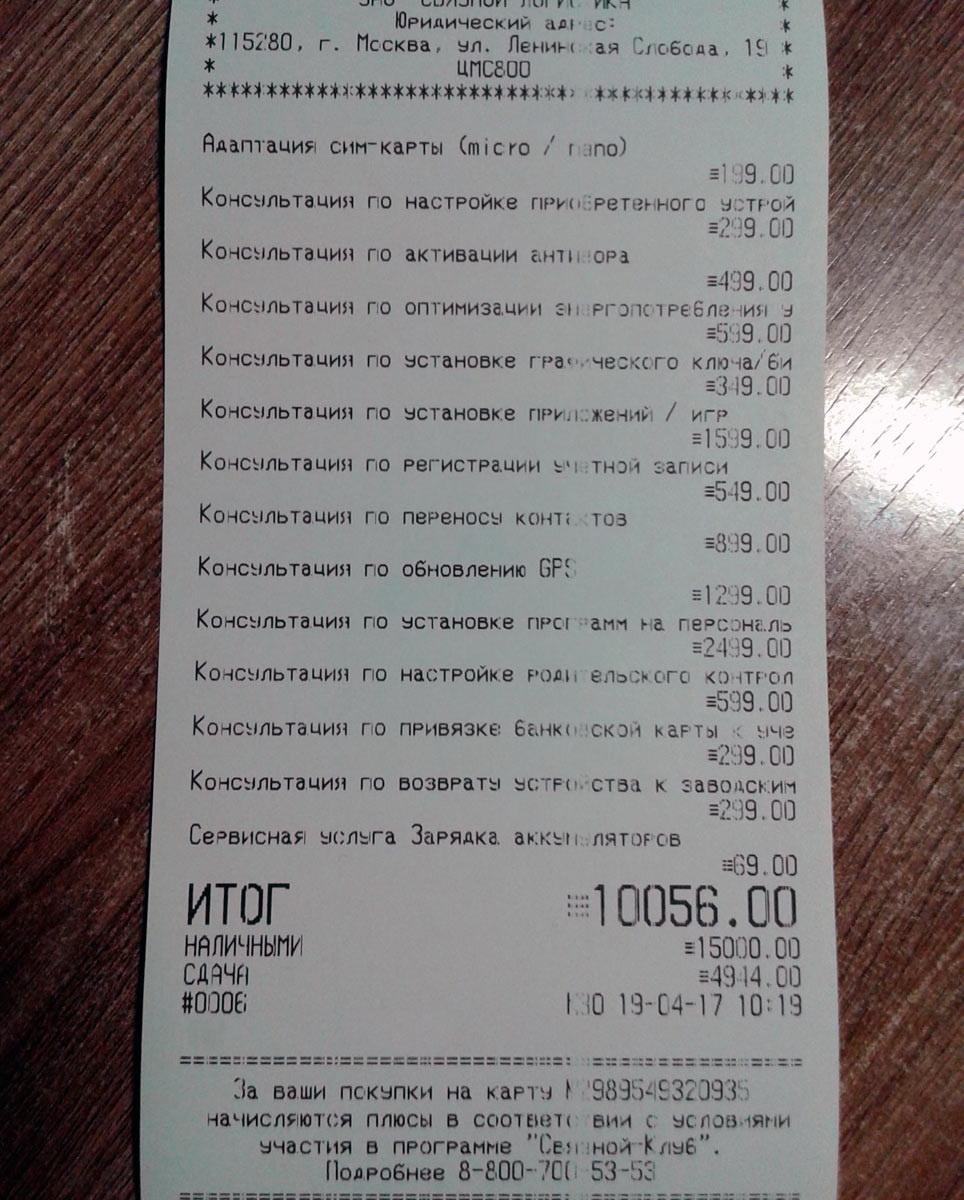 ЗАО "СВЯЗНОЙ ЛОГИСТИКА
* Юридический адрес: *
*115280, г. Москва, ул. Ленинская Слобода, 19 *
* ЦМС800 *
**********************************************
Адаптация сим-карты (micro / nano)
≡199.00
Консультация по настройке приобретенного устрой
≡299.00
Консультация по активации антивора
≡499.00
Консультация по оптимизации энергопотребления у
≡599.00
Консультация по установке графического ключа/би
≡349.00
Консультация по установке приложений / игр
≡1599.00
Консультация по регистрации учетной записи
≡549.00
Консультация по переносу контактов
≡899.00
Консультация по обновлению GPS
≡1299.00
Консультация по установке программ на персональ
≡2499.00
Консультация по настройке родительского контрол
≡599.00
Консультация по привязке банковской карты к уче
≡299.00
Консультация по возврату устройства к заводским
≡299.00
Сервисная услуга Зарядка аккумуляторов
≡69.00
ИТОГ ≡10056.00
НАЛИЧНЫМИ ≡15000.00
СДАЧА ≡4944.00
#0006 19-04-17 10:19
==============================================
За ваши покупки на карту 989549320935
начисляются плюсы в соответствии с условиями
участия в программе "Связной-Клуб".
Подробнее 8-800-700 53-53
==============================================